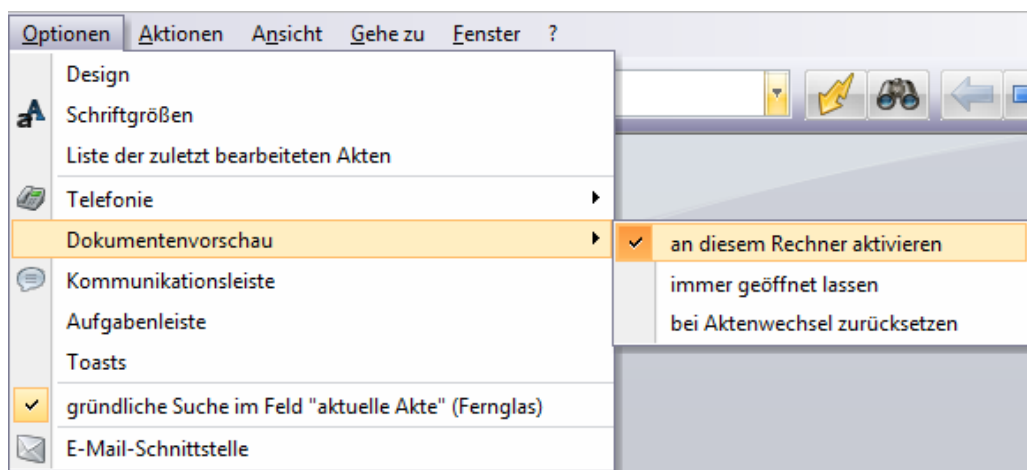 Optionen Aktionen Ansicht Gehe zu Fenster ?
Design
Schriftgrößen
Liste der zuletzt bearbeiteten Akten
Telefonie
Dokumentenvorschau
an diesem Rechner aktivieren
Kommunikationsleiste
immer geöffnet lassen
Aufgabenleiste
bei Aktenwechsel zurücksetzen
Toasts
gründliche Suche im Feld "aktuelle Akte" (Fernglas)
E-Mail-Schnittstelle